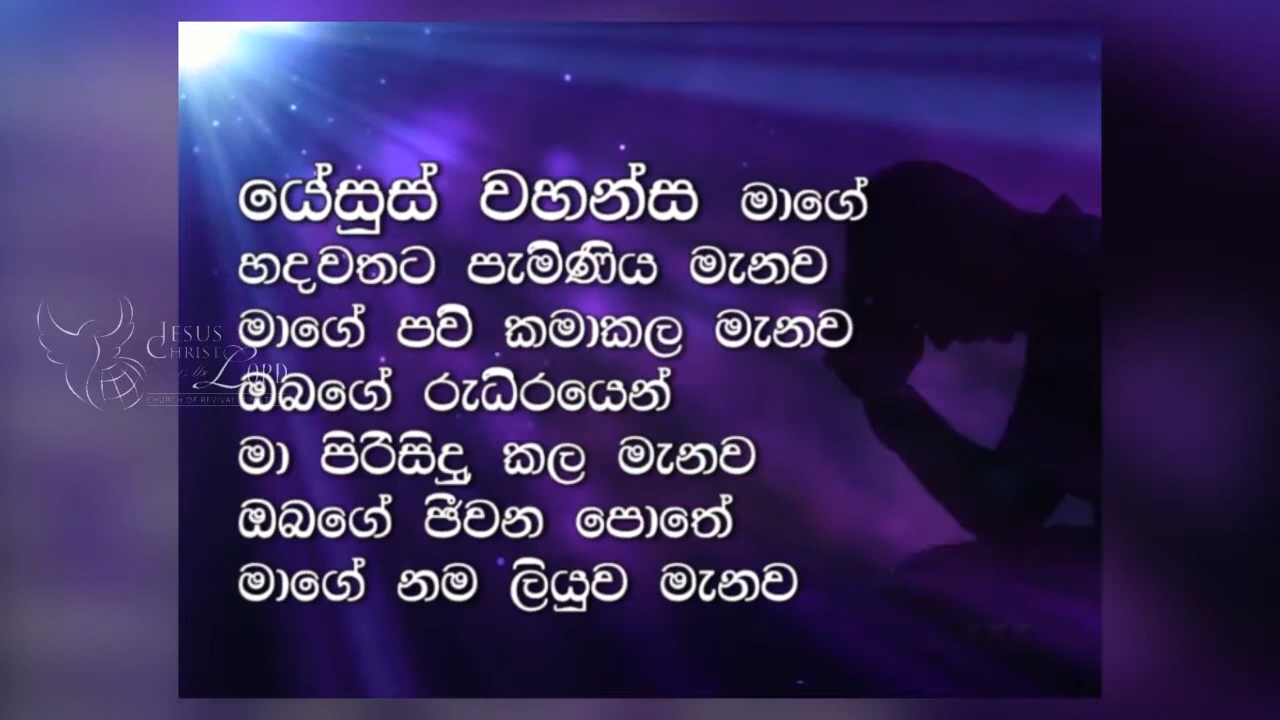 යේසුස් වහන්ස මාගේ
හදවතට පැමිණිය මැනව
මාගේ පව් කමාකල මැනව
ඔබගේ රුධිරයෙන්
මා පිරිසිදු කල මැනව
ඔබගේ ජීවන පොතේ
මාගේ නම ලියුව මැනව
JESUS
CHRIST
is the LORD
CHURCH OF REVIVAL